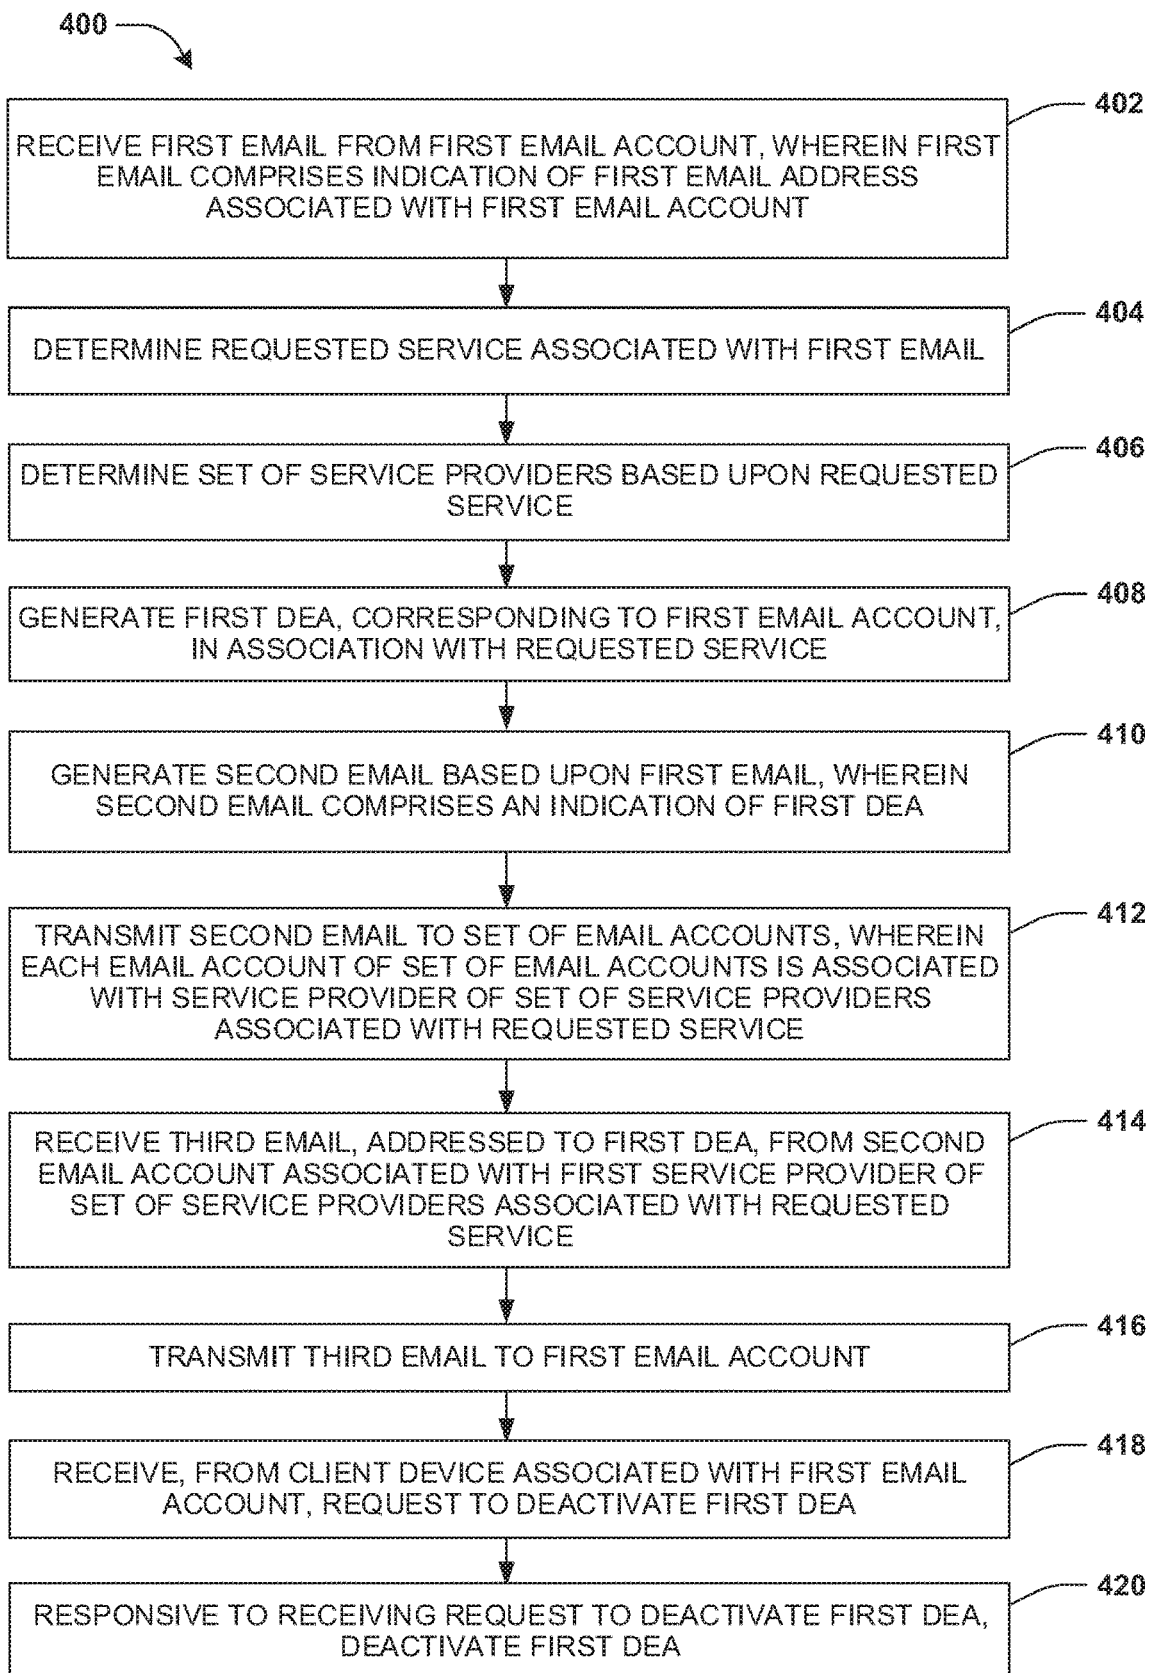 400
402
RECEIVE FIRST EMAIL FROM FIRST EMAIL ACCOUNT, WHEREIN FIRST
EMAIL COMPRISES INDICATION OF FIRST EMAIL ADDRESS
ASSOCIATED WITH FIRST EMAIL ACCOUNT
404
DETERMINE REQUESTED SERVICE ASSOCIATED WITH FIRST EMAIL
406
DETERMINE SET OF SERVICE PROVIDERS BASED UPON REQUESTED
SERVICE
408
GENERATE FIRST DEA, CORRESPONDING TO FIRST EMAIL ACCOUNT,
IN ASSOCIATION WITH REQUESTED SERVICE
410
GENERATE SECOND EMAIL BASED UPON FIRST EMAIL, WHEREIN
SECOND EMAIL COMPRISES AN INDICATION OF FIRST DEA
412
TRANSMIT SECOND EMAIL TO SET OF EMAIL ACCOUNTS, WHEREIN
EACH EMAIL ACCOUNT OF SET OF EMAIL ACCOUNTS IS ASSOCIATED
WITH SERVICE PROVIDER OF SET OF SERVICE PROVIDERS
ASSOCIATED WITH REQUESTED SERVICE
414
RECEIVE THIRD EMAIL, ADDRESSED TO FIRST DEA, FROM SECOND
EMAIL ACCOUNT ASSOCIATED WITH FIRST SERVICE PROVIDER OF
SET OF SERVICE PROVIDERS ASSOCIATED WITH REQUESTED
SERVICE
416
TRANSMIT THIRD EMAIL TO FIRST EMAIL ACCOUNT
418
RECEIVE, FROM CLIENT DEVICE ASSOCIATED WITH FIRST EMAIL
ACCOUNT, REQUEST TO DEACTIVATE FIRST DEA
420
RESPONSIVE TO RECEIVING REQUEST TO DEACTIVATE FIRST DEA,
DEACTIVATE FIRST DEA